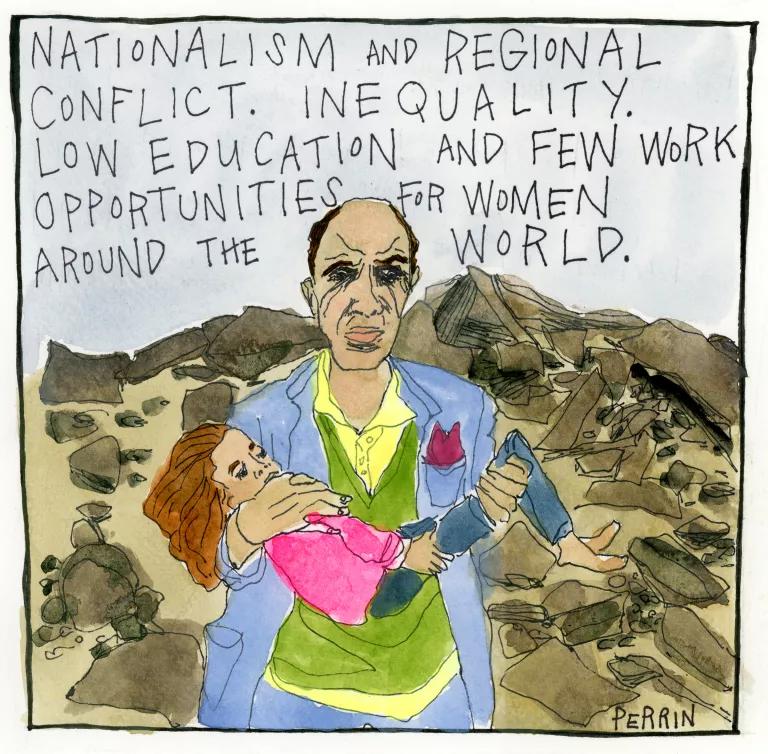 NATIONALISM AND REGIONAL
CONFLICT. INEQUALITY.
LOW EDUCATION AND FEW WORK
OPPORTUNITIES FOR WOMEN
AROUND THE WORLD.
PERRIN